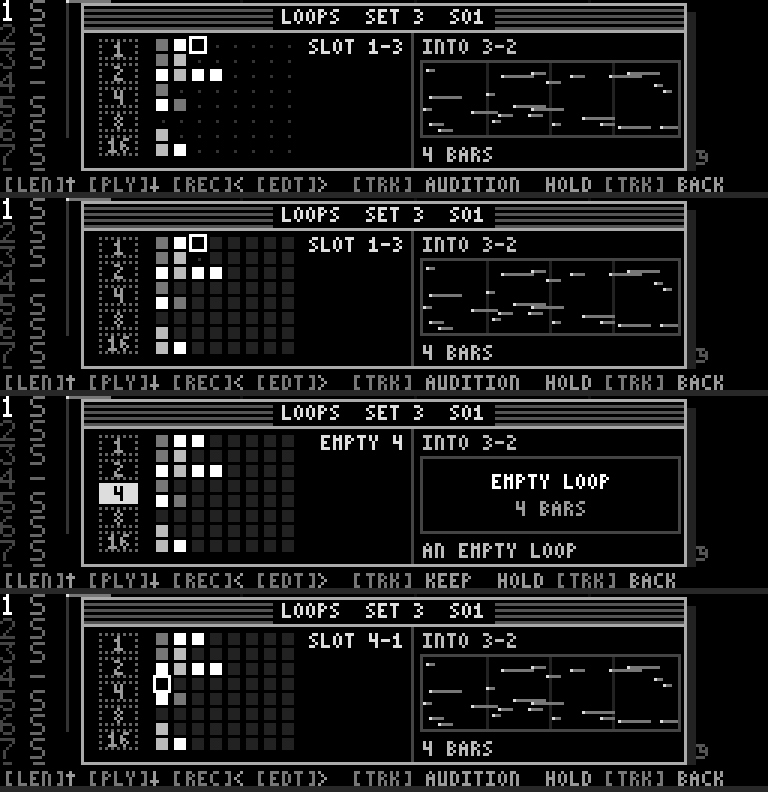 1
LOOPS SET 3 S01
1 SLOT 1-3 INTO 3-2
2
4
8
16 4 BARS
[LEN]↑ [PLY]↓ [REC]< [EDT]> [TRK] AUDITION HOLD [TRK] BACK
1
LOOPS SET 3 S01
1 SLOT 1-3 INTO 3-2
2
4
8
16 4 BARS
[LEN]↑ [PLY]↓ [REC]< [EDT]> [TRK] AUDITION HOLD [TRK] BACK
1
LOOPS SET 3 S01
1 EMPTY 4 INTO 3-2
2 EMPTY LOOP
4 4 BARS
8
16 AN EMPTY LOOP
[LEN]↑ [PLY]↓ [REC]< [EDT]> [TRK] KEEP HOLD [TRK] BACK
1
LOOPS SET 3 S01
1 SLOT 4-1 INTO 3-2
2
4
8
16 4 BARS
[LEN]↑ [PLY]↓ [REC]< [EDT]> [TRK] AUDITION HOLD [TRK] BACK